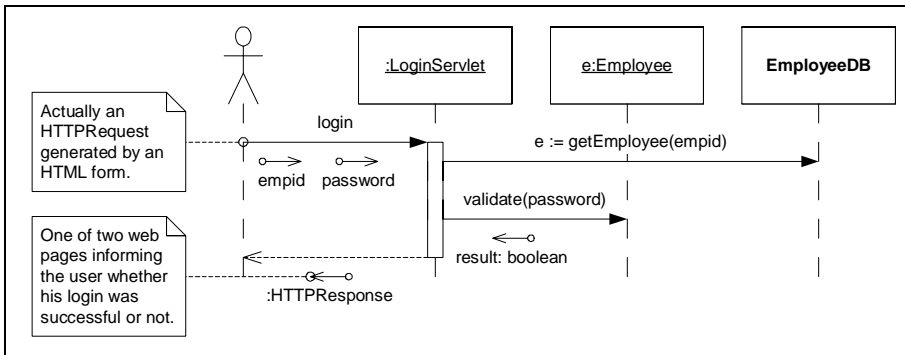 :LoginServlet
e:Employee
EmployeeDB
Actually an
HTTPRequest
generated by an
HTML form.
login
e := getEmployee(empid)
empid
password
validate(password)
One of two web
pages informing
the user whether
his login was
successful or not.
result: boolean
:HTTPResponse